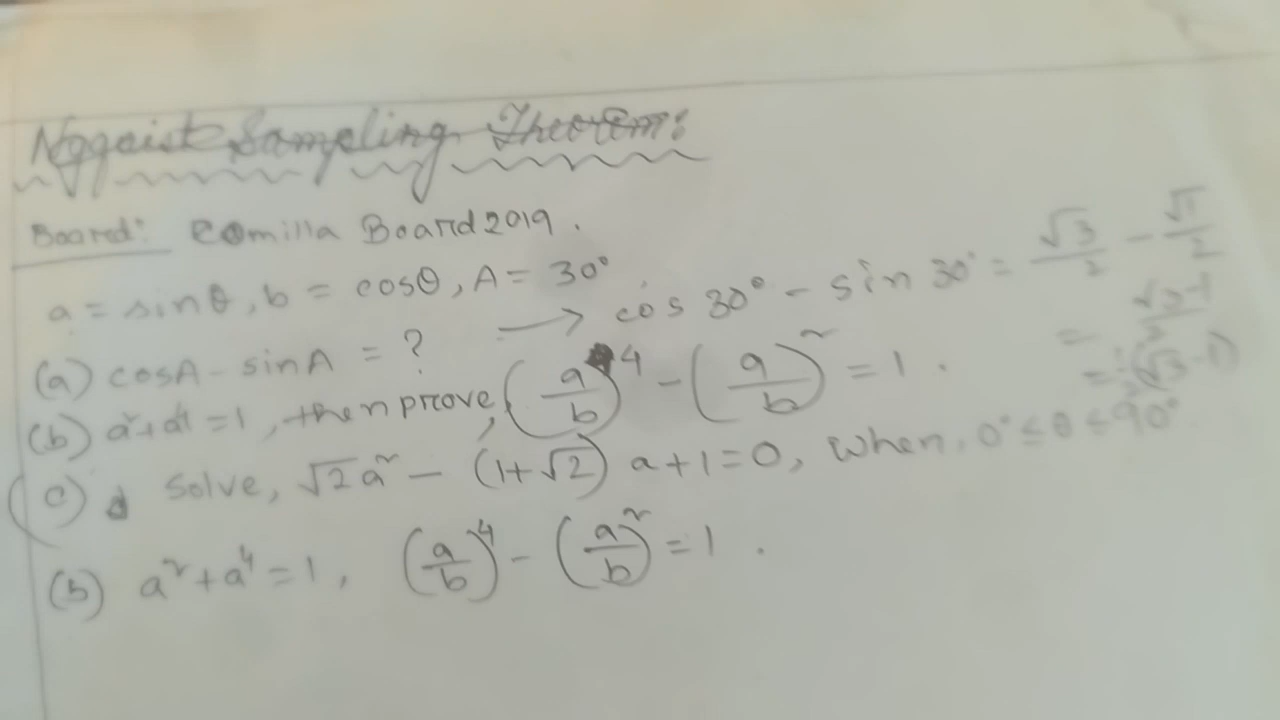 Nyquist Sampling Theorem:
Board: Comilla Board 2019.
a = sinθ, b = cosθ, A = 30°
(a) cosA - sinA = ? → cos 30° - sin 30° = √3/2 - √1/2
= √3-1/2
= ½(√3-1)
(b) a²+a⁴ = 1, then prove, (a/b)⁴ - (a/b)² = 1.
(c) solve, √2a² - (1+√2) a+1=0, when, 0° ≤ θ ≤ 90°.
(b) a²+a⁴ = 1, (a/b)⁴ - (a/b)² = 1.